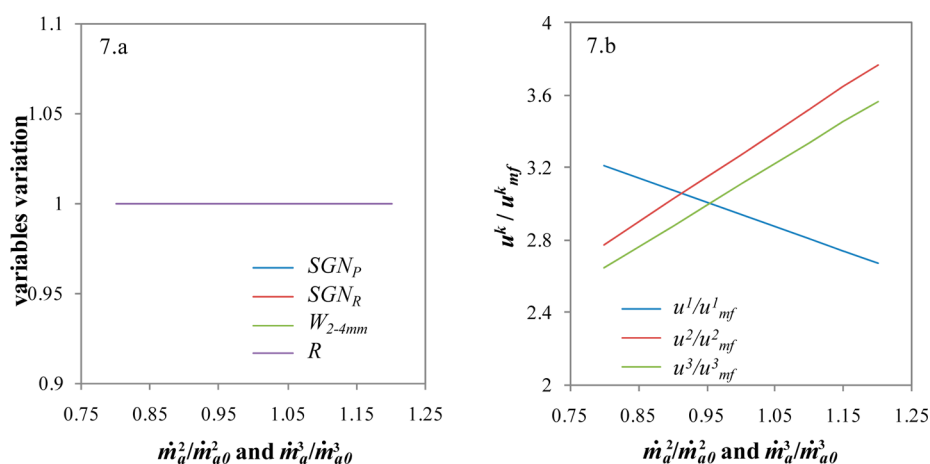 7.a
variables variation
1.1
1.05
1
0.95
0.9
SGN_P
SGN_R
W_2-4mm
R
0.75 0.85 0.95 1.05 1.15 1.25
ṁ_a^2/ṁ_a0^2 and ṁ_a^3/ṁ_a0^3
7.b
u^k / u^k_mf
4
3.6
3.2
2.8
2.4
2
u^1/u^1_mf
u^2/u^2_mf
u^3/u^3_mf
0.75 0.85 0.95 1.05 1.15 1.25
ṁ_a^2/ṁ_a0^2 and ṁ_a^3/ṁ_a0^3